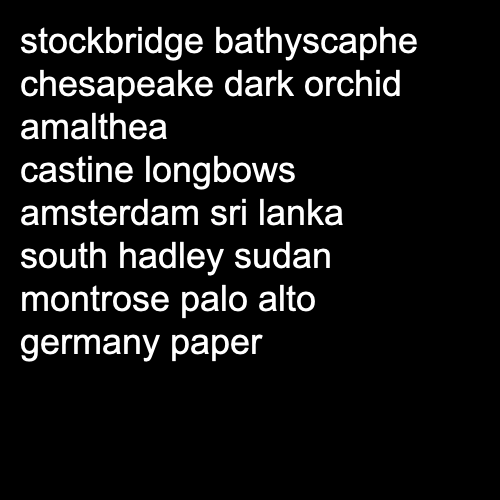 stockbridge bathyscaphe
chesapeake dark orchid
amalthea
castine longbows
amsterdam sri lanka
south hadley sudan
montrose palo alto
germany paper